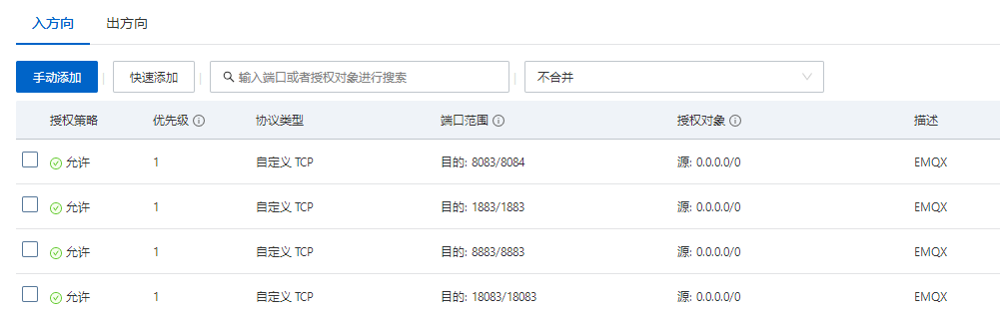 入方向 出方向
手动添加 快速添加 输入端口或者授权对象进行搜索 不合并
授权策略 优先级 协议类型 端口范围 授权对象 描述
允许 1 自定义 TCP 目的: 8083/8084 源: 0.0.0.0/0 EMQX
允许 1 自定义 TCP 目的: 1883/1883 源: 0.0.0.0/0 EMQX
允许 1 自定义 TCP 目的: 8883/8883 源: 0.0.0.0/0 EMQX
允许 1 自定义 TCP 目的: 18083/18083 源: 0.0.0.0/0 EMQX